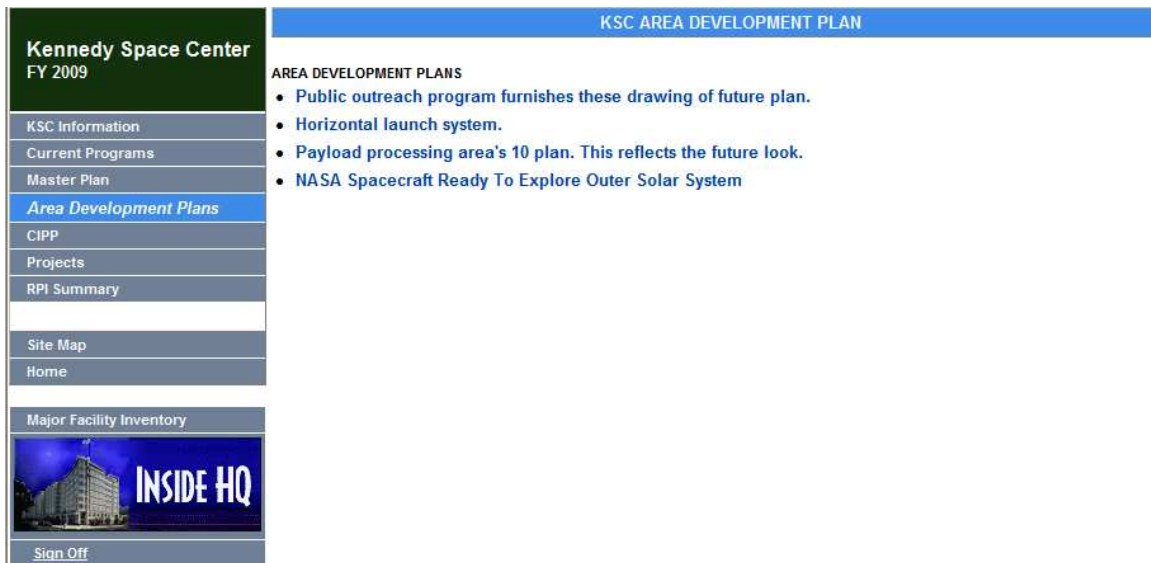 Kennedy Space Center
FY 2009
KSC Information
Current Programs
Master Plan
Area Development Plans
CIPP
Projects
RPI Summary
Site Map
Home
Major Facility Inventory
INSIDE HQ
Sign Off
KSC AREA DEVELOPMENT PLAN
AREA DEVELOPMENT PLANS
• Public outreach program furnishes these drawing of future plan.
• Horizontal launch system.
• Payload processing area's 10 plan. This reflects the future look.
• NASA Spacecraft Ready To Explore Outer Solar System